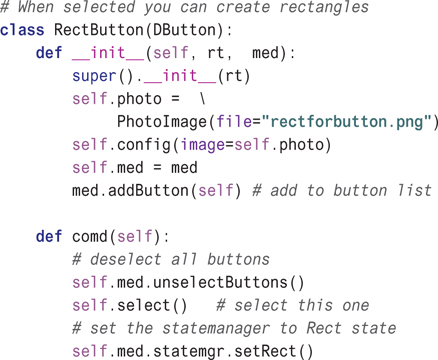 # When selected you can create rectangles
class RectButton(DButton):
    def __init__(self, rt,  med):
        super().__init__(rt)
        self.photo =  \
             PhotoImage(file="rectforbutton.png")
        self.config(image=self.photo)
        self.med = med
        med.addButton(self) # add to button list

    def comd(self):
        # deselect all buttons
        self.med.unselectButtons()
        self.select()   # select this one
        # set the statemanager to Rect state
        self.med.statemgr.setRect()